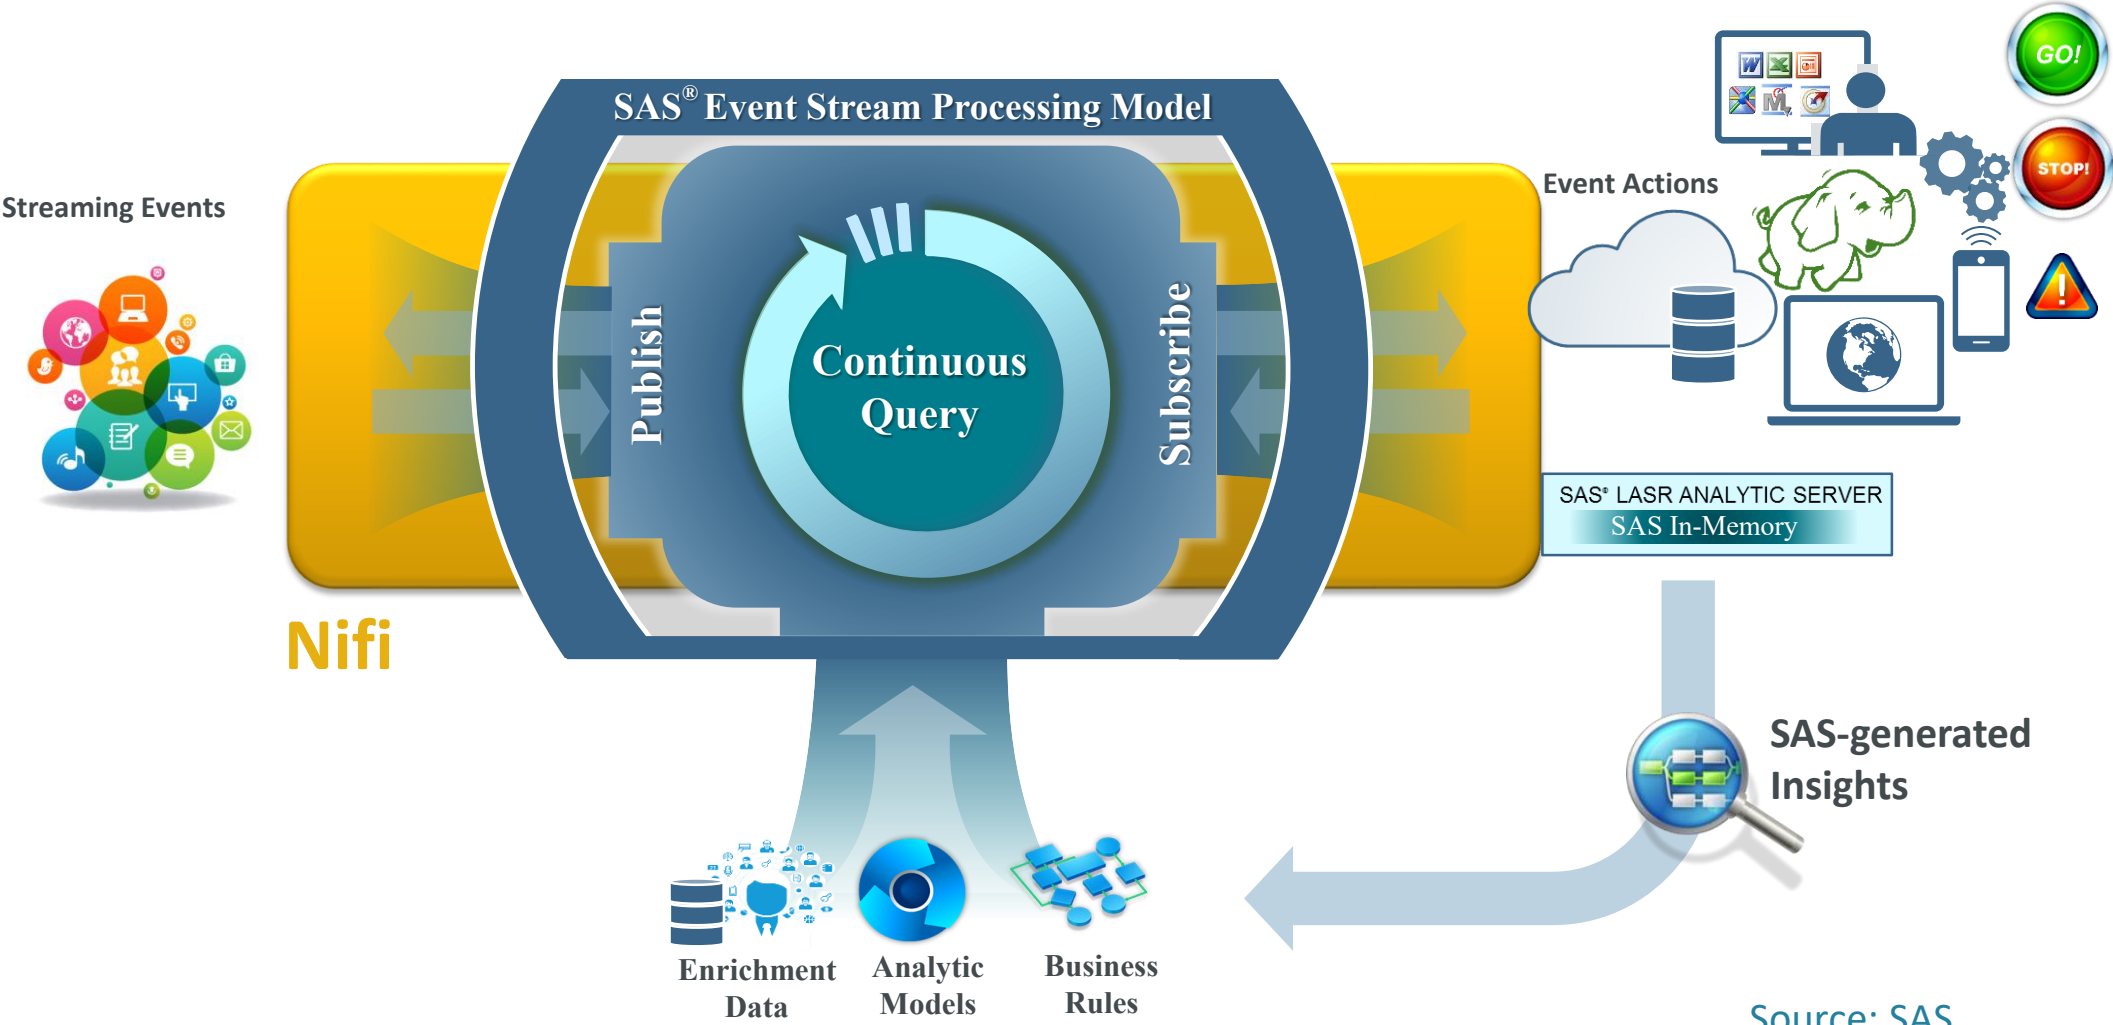 SAS® Event Stream Processing Model
GO!
STOP!
W
X
M
Event Actions
Streaming Events
Publish
Continuous
Query
Subscribe
SAS® LASR ANALYTIC SERVER
SAS In-Memory
Nifi
SAS-generated
Insights
Enrichment
Data
Analytic
Models
Business
Rules
Source: SAS